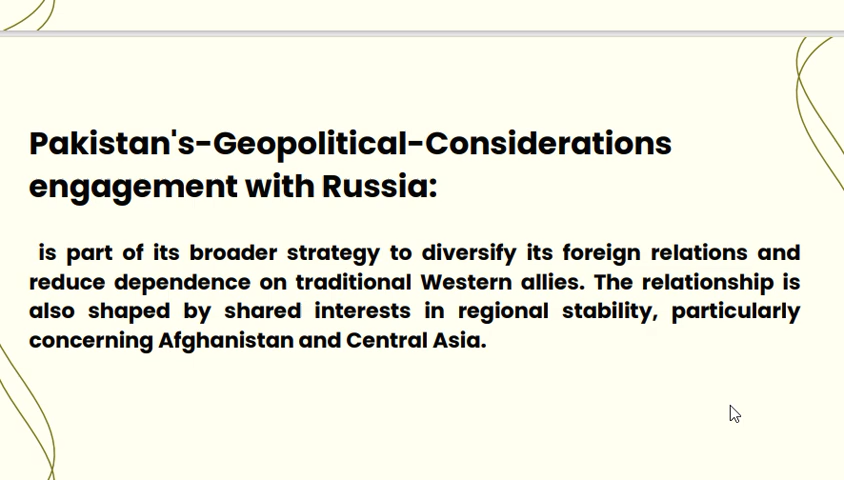 Pakistan's-Geopolitical-Considerations
engagement with Russia:
is part of its broader strategy to diversify its foreign relations and
reduce dependence on traditional Western allies. The relationship is
also shaped by shared interests in regional stability, particularly
concerning Afghanistan and Central Asia.